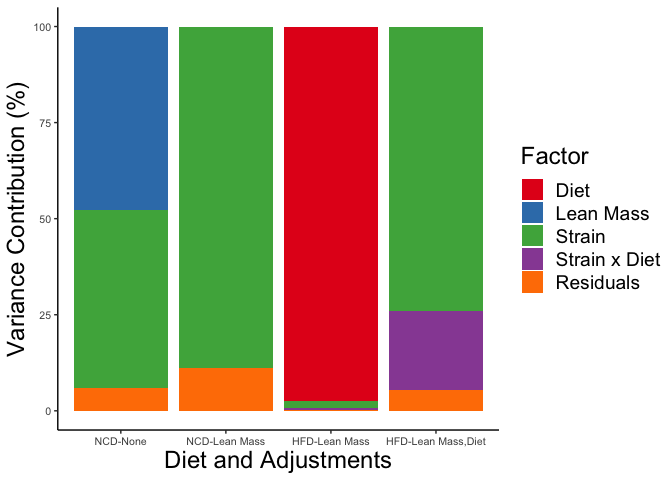 Variance Contribution (%)
100
75
50
25
0
NCD-None
NCD-Lean Mass
HFD-Lean Mass
HFD-Lean Mass,Diet
Diet and Adjustments
Factor
Diet
Lean Mass
Strain
Strain x Diet
Residuals